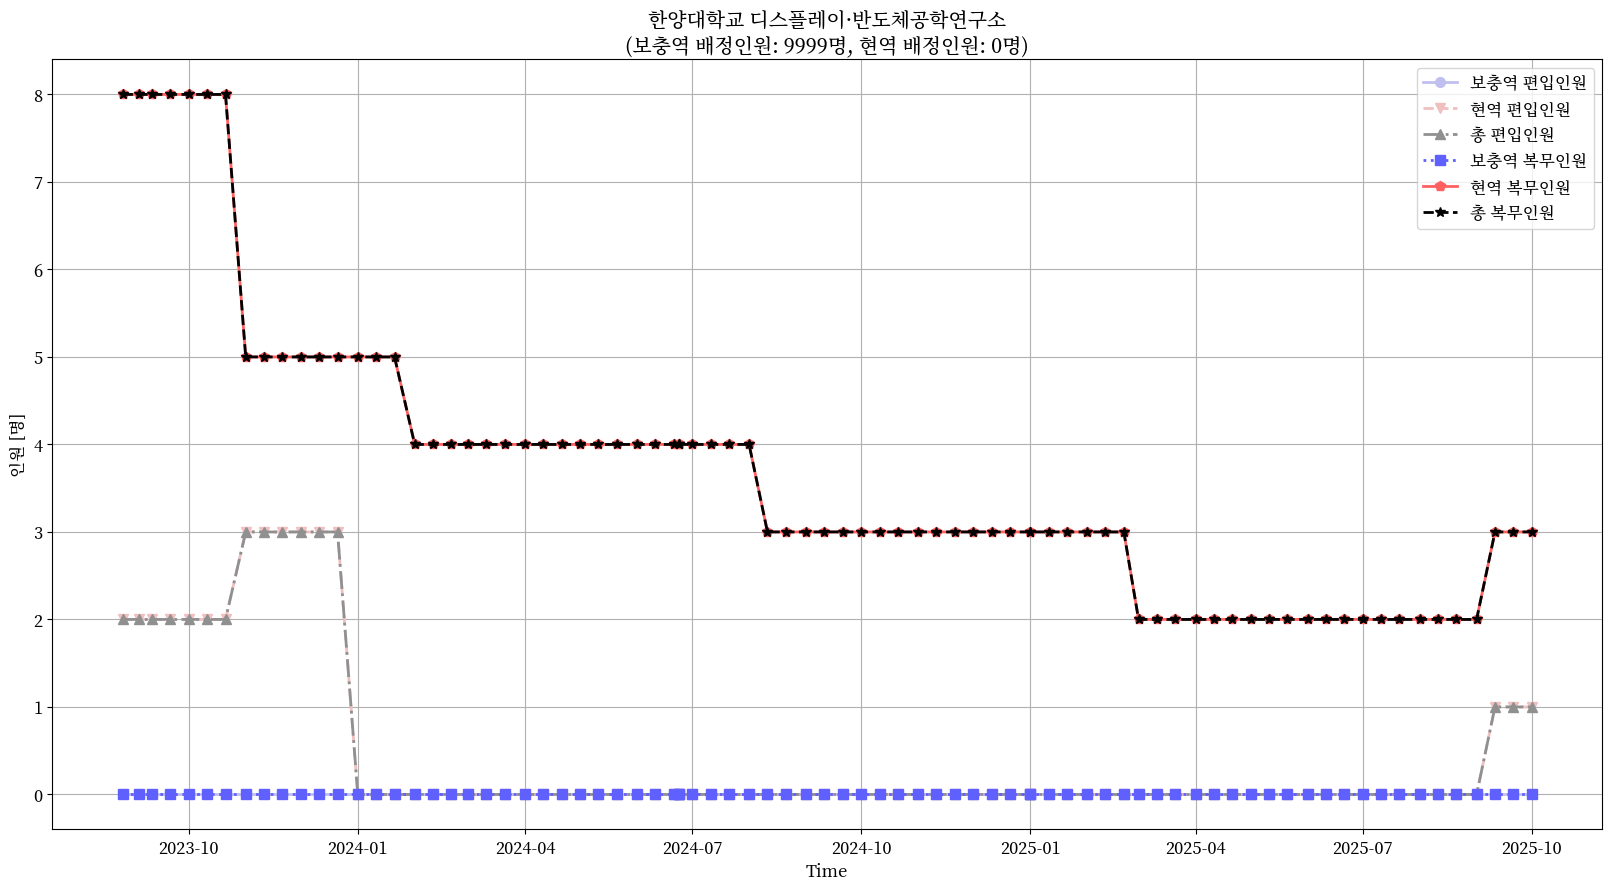 한양대학교 디스플레이·반도체공학연구소
(보충역 배정인원: 9999명, 현역 배정인원: 0명)
보충역 편입인원
현역 편입인원
총 편입인원
보충역 복무인원
현역 복무인원
총 복무인원
인원 [명]
8
7
6
5
4
3
2
1
0
2023-10
2024-01
2024-04
2024-07
2024-10
2025-01
2025-04
2025-07
2025-10
Time